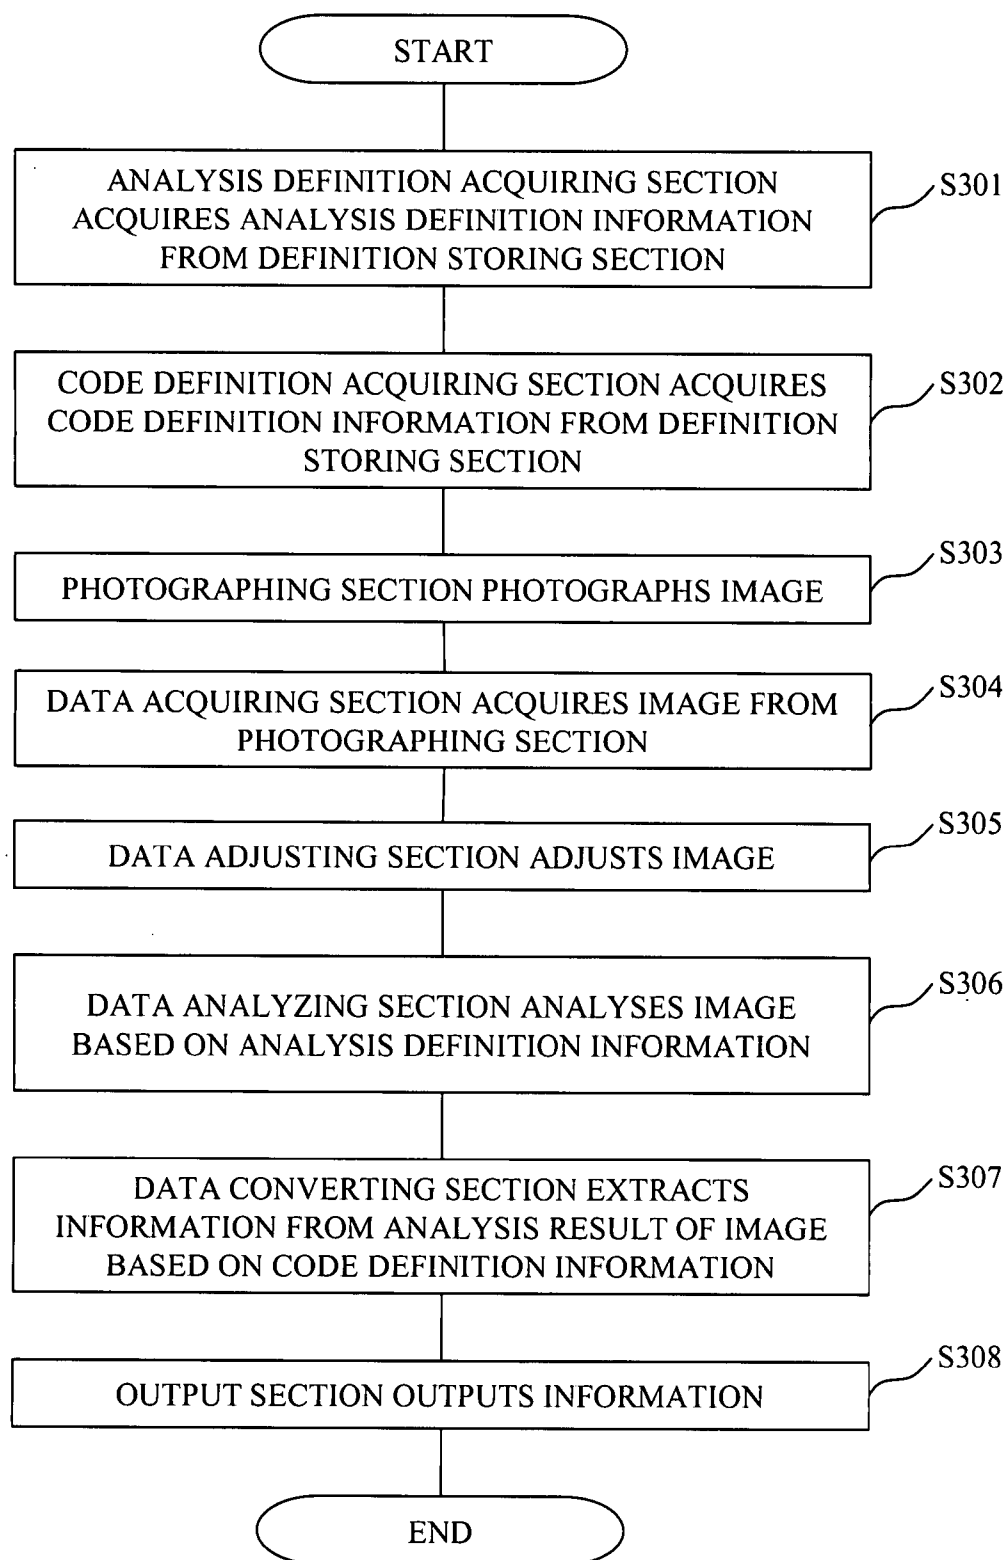 START
ANALYSIS DEFINITION ACQUIRING SECTION
ACQUIRES ANALYSIS DEFINITION INFORMATION
FROM DEFINITION STORING SECTION
S301
CODE DEFINITION ACQUIRING SECTION ACQUIRES
CODE DEFINITION INFORMATION FROM DEFINITION
STORING SECTION
S302
PHOTOGRAPHING SECTION PHOTOGRAPHS IMAGE
S303
DATA ACQUIRING SECTION ACQUIRES IMAGE FROM
PHOTOGRAPHING SECTION
S304
DATA ADJUSTING SECTION ADJUSTS IMAGE
S305
DATA ANALYZING SECTION ANALYSES IMAGE
BASED ON ANALYSIS DEFINITION INFORMATION
S306
DATA CONVERTING SECTION EXTRACTS
INFORMATION FROM ANALYSIS RESULT OF IMAGE
BASED ON CODE DEFINITION INFORMATION
S307
OUTPUT SECTION OUTPUTS INFORMATION
S308
END